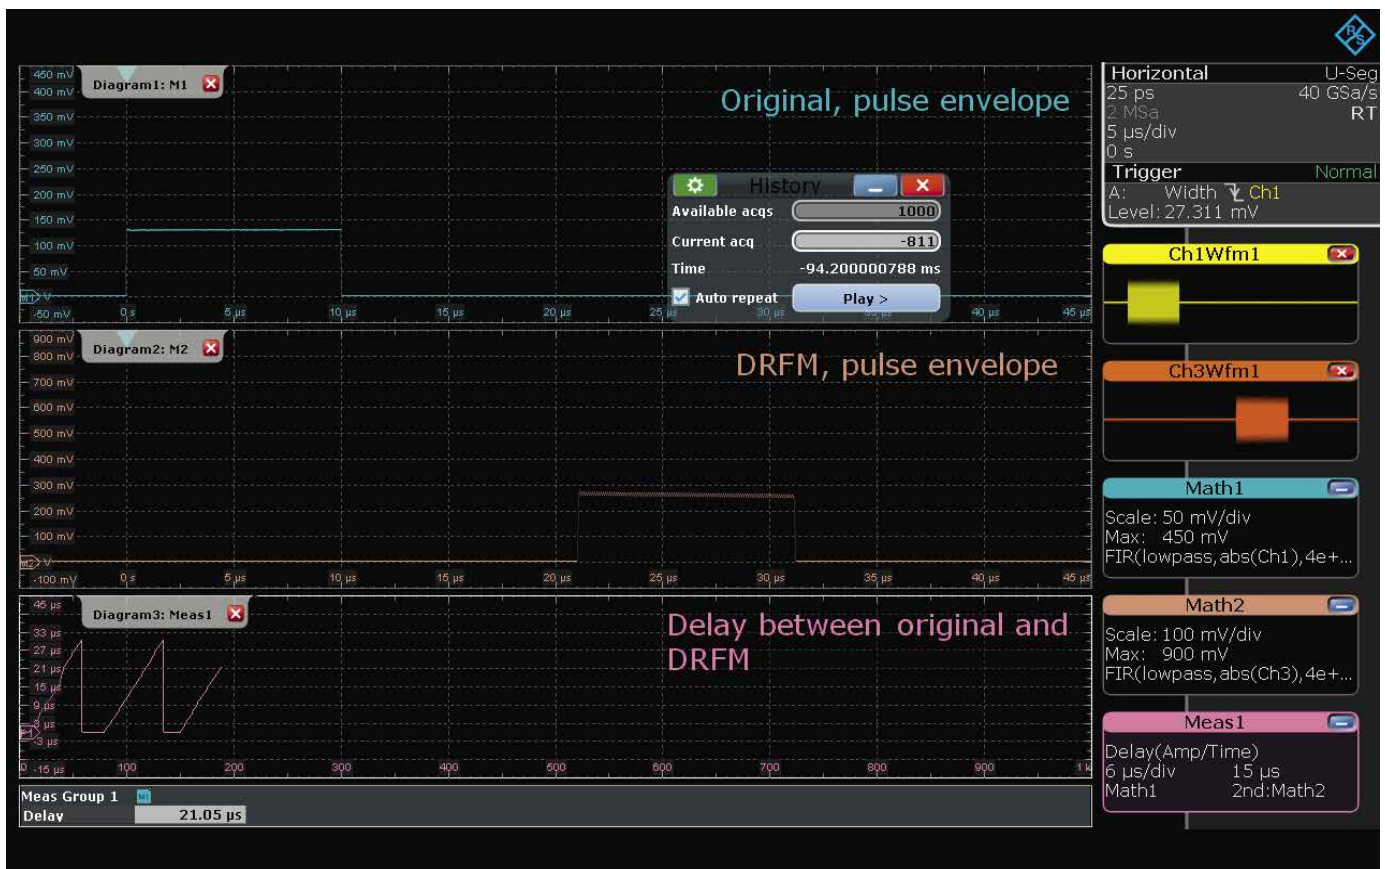 R&S
450 mV
Diagram1: M1
400 mV
350 mV
300 mV
250 mV
200 mV
150 mV
100 mV
50 mV
M1 V
-50 mV
0 s 5 µs 10 µs 15 µs 20 µs 25 µs 30 µs 40 µs 45 µs
Original, pulse envelope
History
Available acqs 1000
Current acq -811
Time -94.200000788 ms
Auto repeat Play >
900 mV
Diagram2: M2
800 mV
700 mV
600 mV
500 mV
400 mV
300 mV
200 mV
100 mV
M2 V
-100 mV
0 s 5 µs 10 µs 15 µs 20 µs 25 µs 30 µs 35 µs 40 µs 45 µs
DRFM, pulse envelope
45 µs
Diagram3: Meas1
33 µs
27 µs
21 µs
15 µs
9 µs
3 µs
-3 µs
0 -15 µs 100 200 300 400 500 600 700 800 900 1 k
Delay between original and
DRFM
Meas Group 1 M1
Delay 21.05 µs
Horizontal U-Seg
25 ps 40 GSa/s
2 MSa RT
5 µs/div
0 s
Trigger Normal
A: Width Ch1
Level: 27.311 mV
Ch1Wfm1
Ch3Wfm1
Math1
Scale: 50 mV/div
Max: 450 mV
FIR(lowpass,abs(Ch1),4e+...
Math2
Scale: 100 mV/div
Max: 900 mV
FIR(lowpass,abs(Ch3),4e+...
Meas1
Delay(Amp/Time)
6 µs/div 15 µs
Math1 2nd:Math2